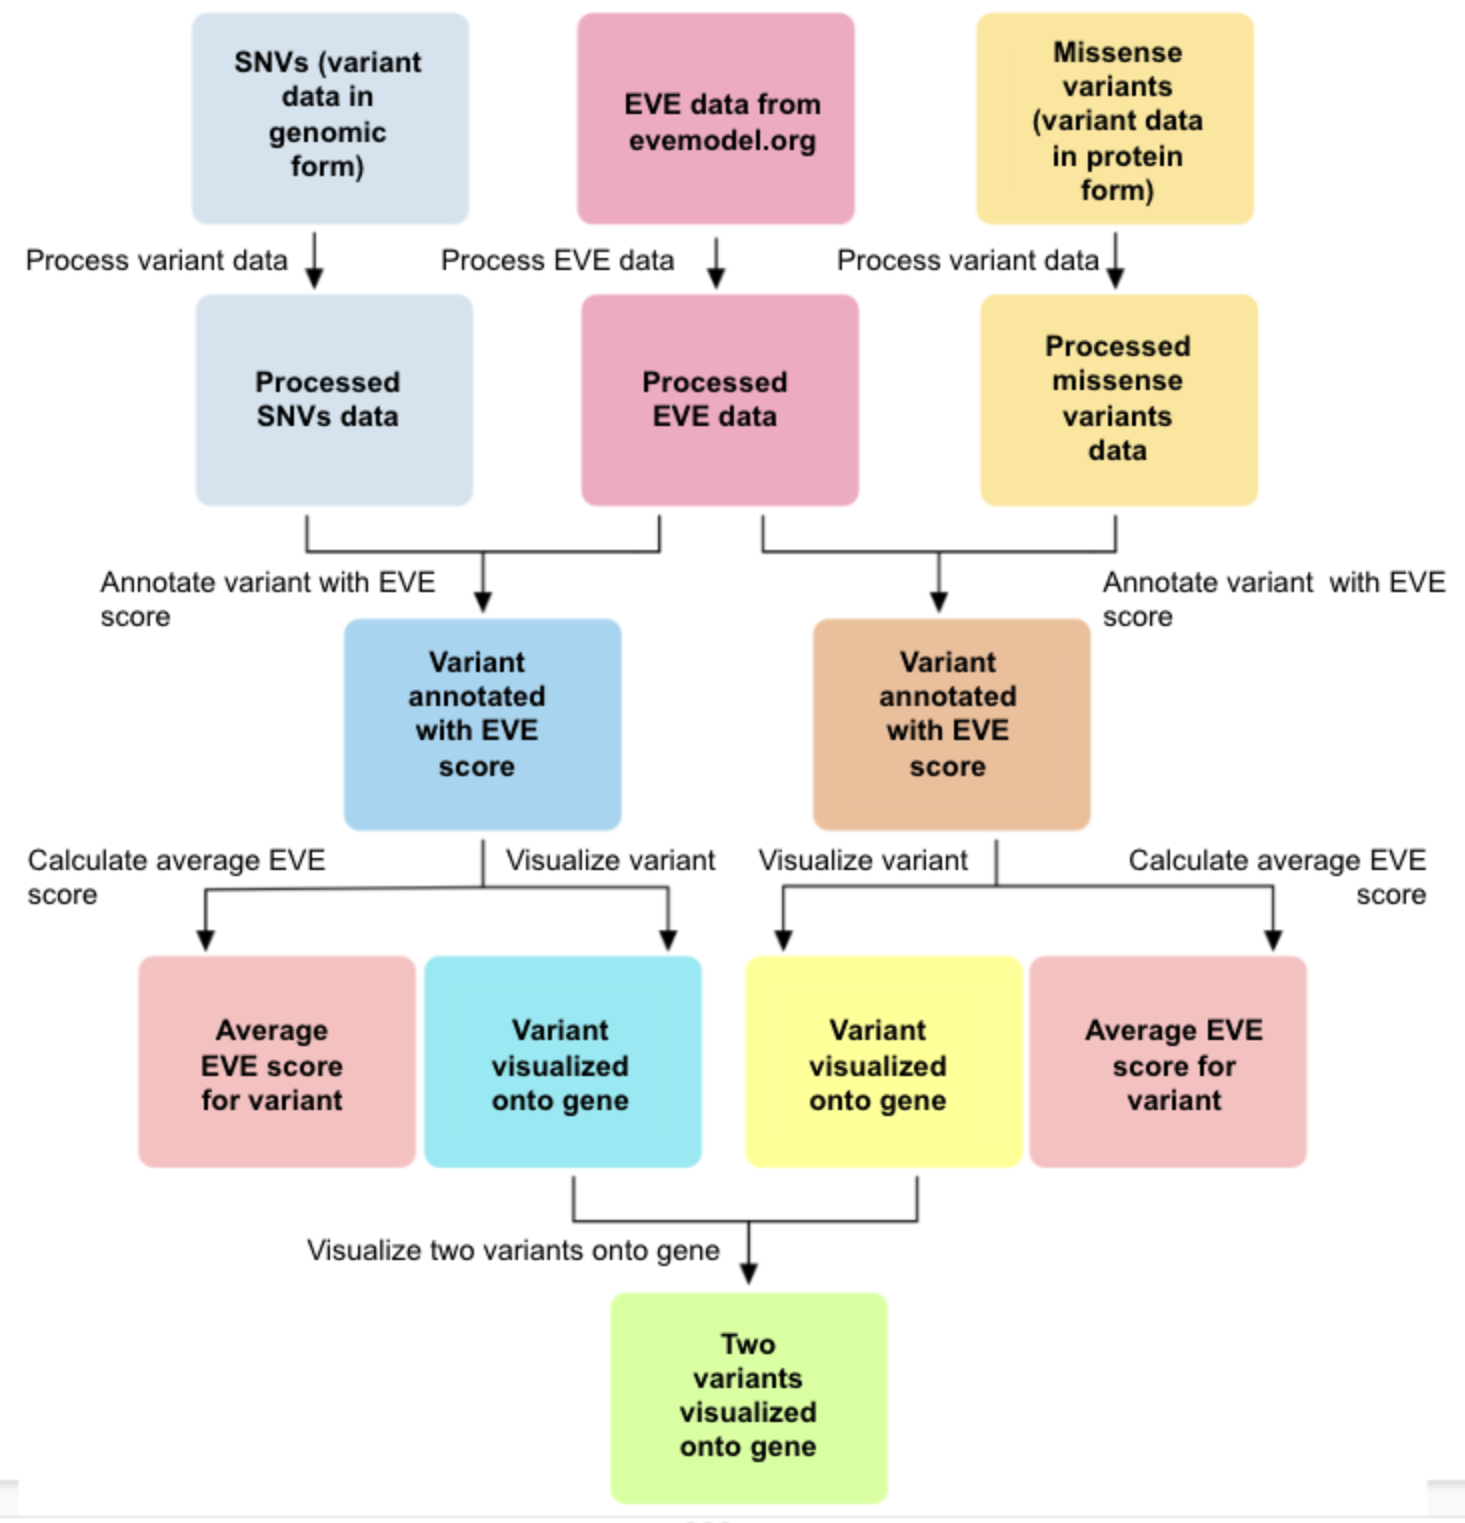 SNVs (variant
data in
genomic
form)
EVE data from
evemodel.org
Missense
variants
(variant data
in protein
form)
Process variant data
Process EVE data
Process variant data
Processed
SNVs data
Processed
EVE data
Processed
missense
variants
data
Annotate variant with EVE
score
Annotate variant  with EVE
score
Variant
annotated
with EVE
score
Variant
annotated
with EVE
score
Calculate average EVE
score
Visualize variant
Visualize variant
Calculate average EVE
score
Average
EVE score
for variant
Variant
visualized
onto gene
Variant
visualized
onto gene
Average EVE
score for
variant
Visualize two variants onto gene
Two
variants
visualized
onto gene